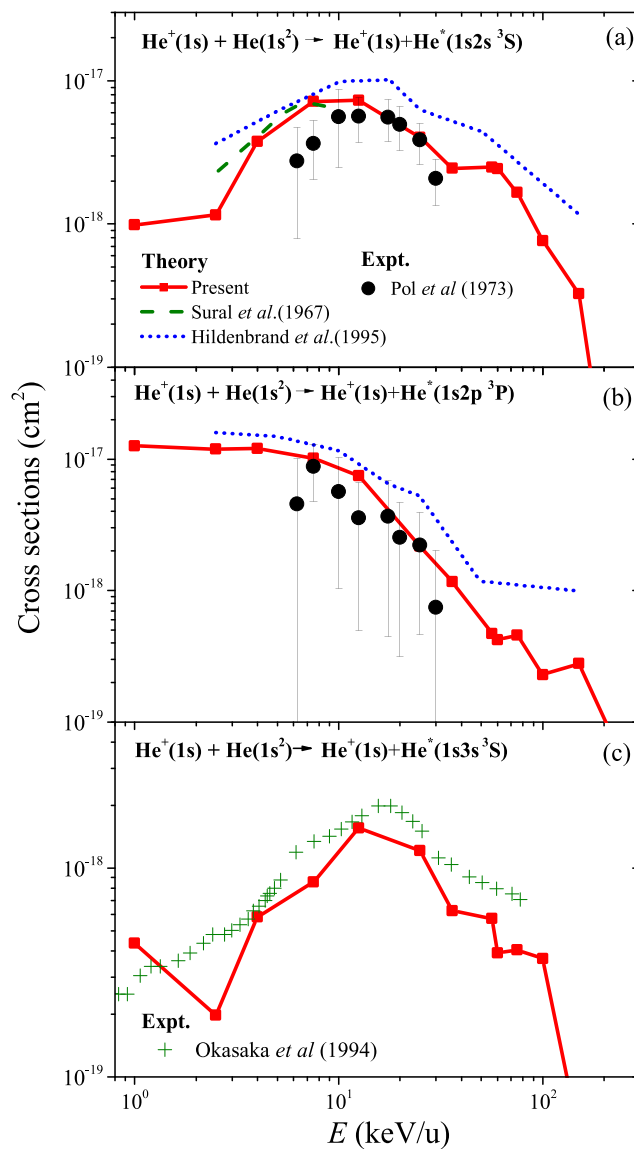 He⁺(1s) + He(1s²) → He⁺(1s)+He*(1s2s ³S) (a)
10⁻¹⁷
10⁻¹⁸
Theory
Present
Sural et al.(1967)
Hildenbrand et al.(1995)
Expt.
Pol et al (1973)
10⁻¹⁹
He⁺(1s) + He(1s²) → He⁺(1s)+He*(1s2p ³P) (b)
10⁻¹⁷
10⁻¹⁸
10⁻¹⁹
Cross sections (cm²)
He⁺(1s) + He(1s²) → He⁺(1s)+He*(1s3s ³S) (c)
10⁻¹⁸
Expt.
Okasaka et al (1994)
10⁻¹⁹
10⁰ 10¹ 10²
E (keV/u)